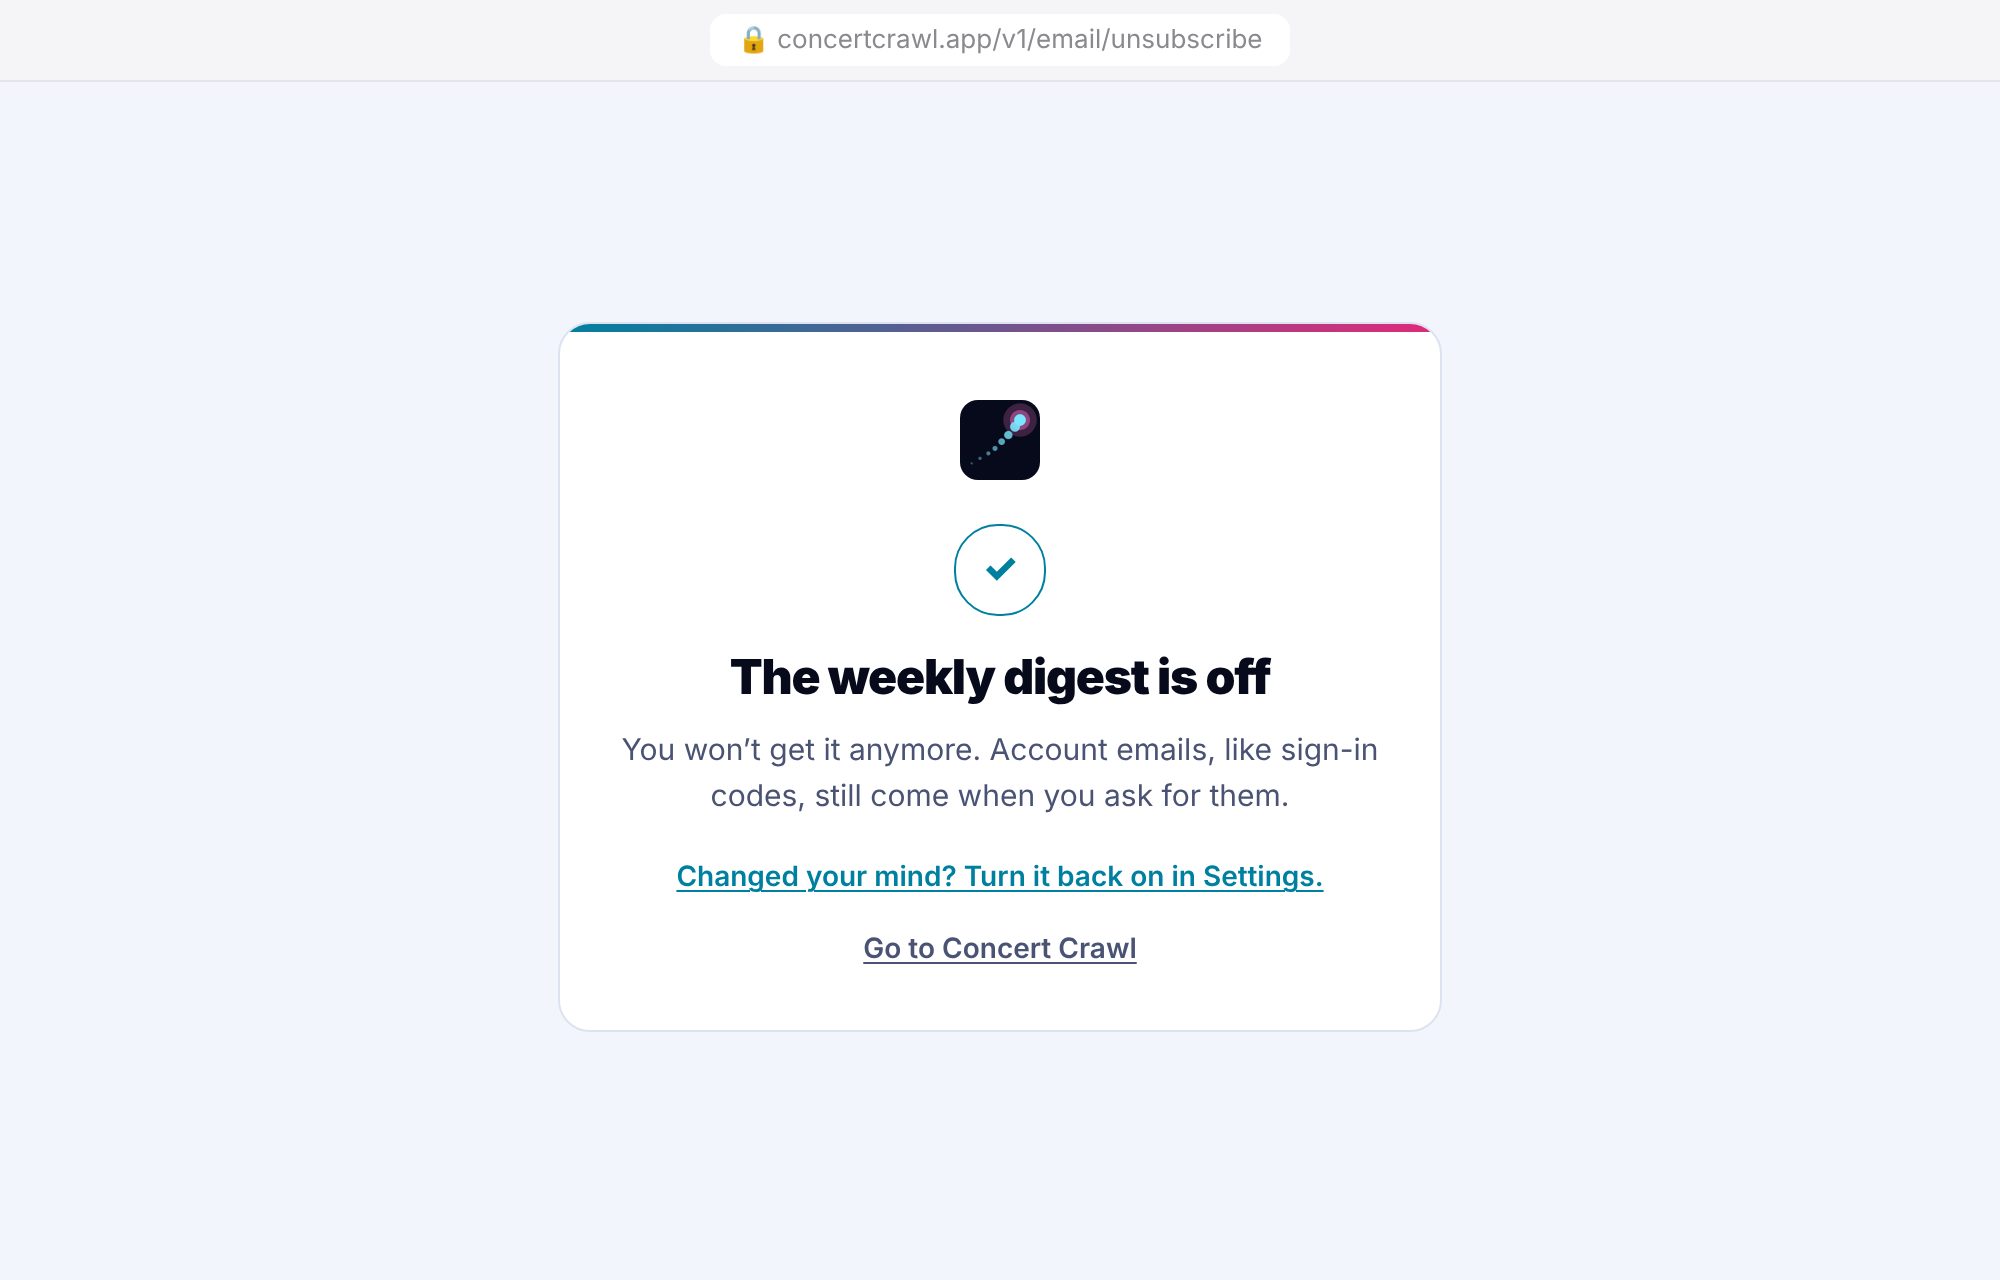 concertcrawl.app/v1/email/unsubscribe
The weekly digest is off
You won’t get it anymore. Account emails, like sign-in
codes, still come when you ask for them.
Changed your mind? Turn it back on in Settings.
Go to Concert Crawl